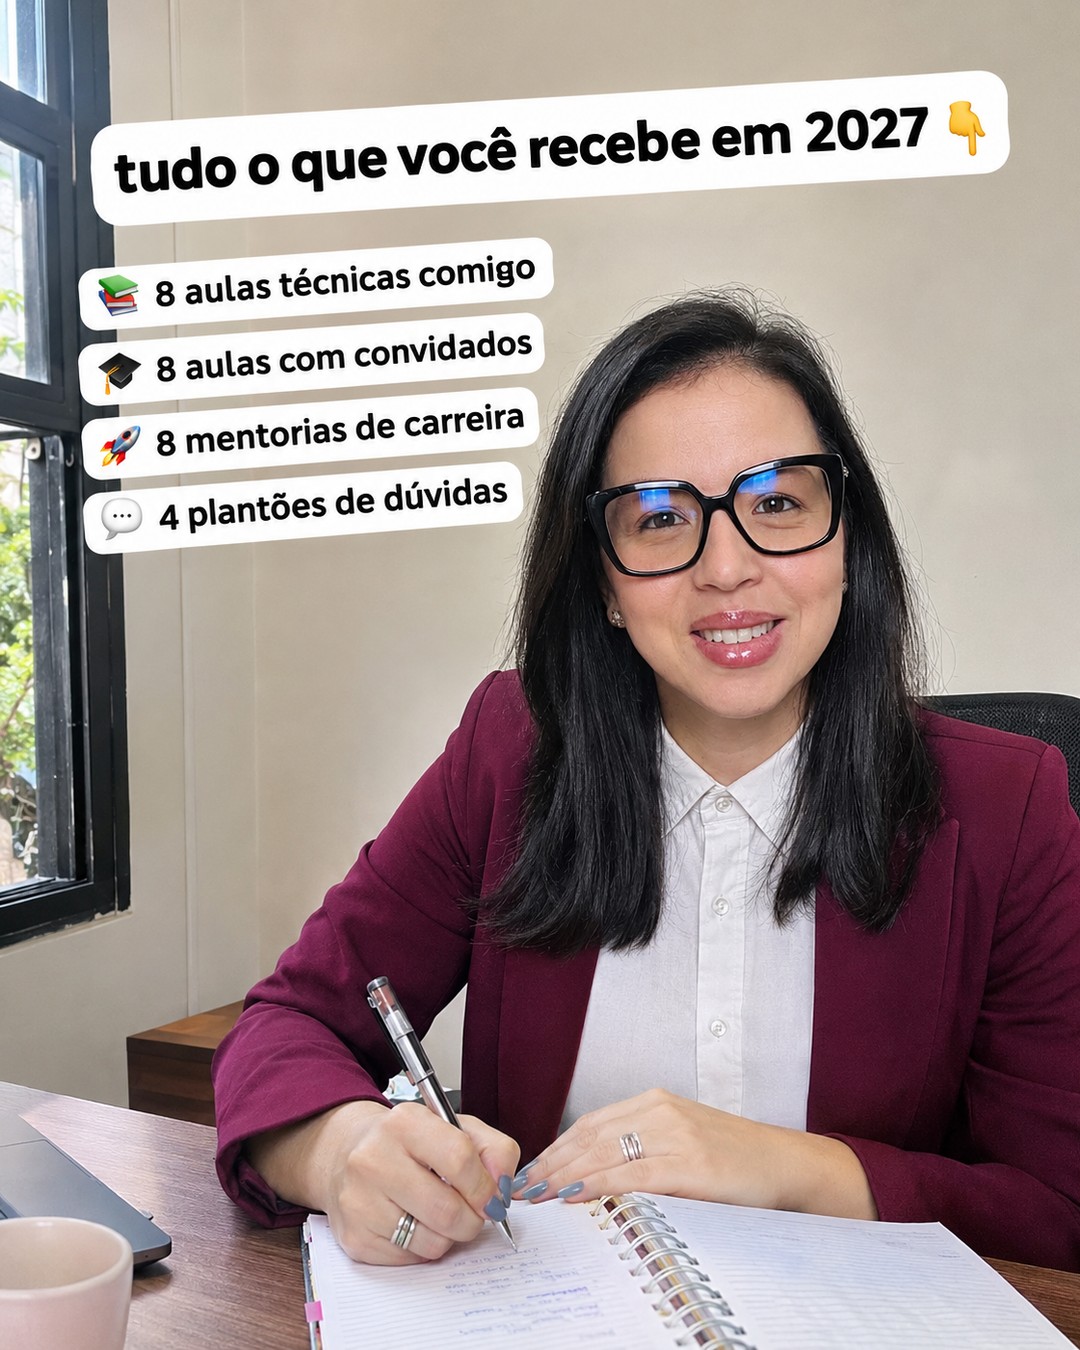 tudo o que você recebe em 2027 👇
📚 8 aulas técnicas comigo
🎓 8 aulas com convidados
🚀 8 mentorias de carreira
💬 4 plantões de dúvidas